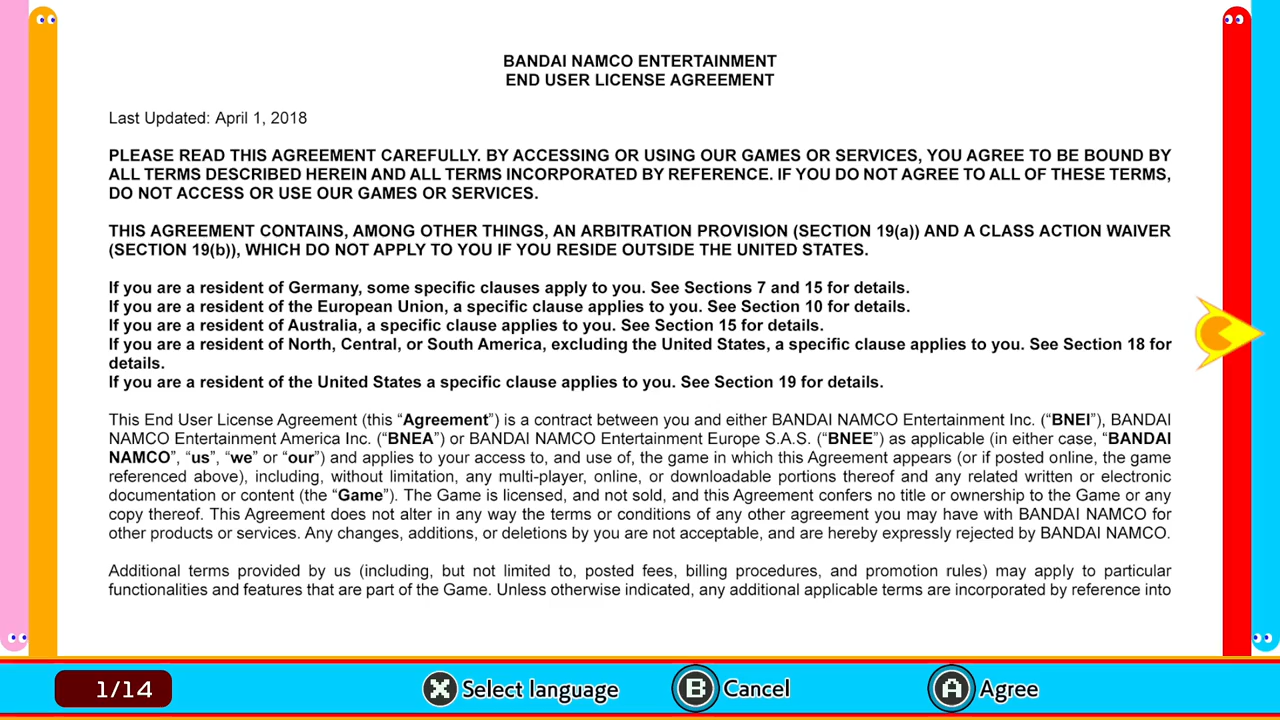 BANDAI NAMCO ENTERTAINMENT
END USER LICENSE AGREEMENT
Last Updated: April 1, 2018
PLEASE READ THIS AGREEMENT CAREFULLY. BY ACCESSING OR USING OUR GAMES OR SERVICES, YOU AGREE TO BE BOUND BY
ALL TERMS DESCRIBED HEREIN AND ALL TERMS INCORPORATED BY REFERENCE. IF YOU DO NOT AGREE TO ALL OF THESE TERMS,
DO NOT ACCESS OR USE OUR GAMES OR SERVICES.
THIS AGREEMENT CONTAINS, AMONG OTHER THINGS, AN ARBITRATION PROVISION (SECTION 19(a)) AND A CLASS ACTION WAIVER
(SECTION 19(b)), WHICH DO NOT APPLY TO YOU IF YOU RESIDE OUTSIDE THE UNITED STATES.
If you are a resident of Germany, some specific clauses apply to you. See Sections 7 and 15 for details.
If you are a resident of the European Union, a specific clause applies to you. See Section 10 for details.
If you are a resident of Australia, a specific clause applies to you. See Section 15 for details.
If you are a resident of North, Central, or South America, excluding the United States, a specific clause applies to you. See Section 18 for
details.
If you are a resident of the United States a specific clause applies to you. See Section 19 for details.
This End User License Agreement (this “Agreement”) is a contract between you and either BANDAI NAMCO Entertainment Inc. (“BNEI”), BANDAI
NAMCO Entertainment America Inc. (“BNEA”) or BANDAI NAMCO Entertainment Europe S.A.S. (“BNEE”) as applicable (in either case, “BANDAI
NAMCO”, “us”, “we” or “our”) and applies to your access to, and use of, the game in which this Agreement appears (or if posted online, the game
referenced above), including, without limitation, any multi-player, online, or downloadable portions thereof and any related written or electronic
documentation or content (the “Game”). The Game is licensed, and not sold, and this Agreement confers no title or ownership to the Game or any
copy thereof. This Agreement does not alter in any way the terms or conditions of any other agreement you may have with BANDAI NAMCO for
other products or services. Any changes, additions, or deletions by you are not acceptable, and are hereby expressly rejected by BANDAI NAMCO.
Additional terms provided by us (including, but not limited to, posted fees, billing procedures, and promotion rules) may apply to particular
functionalities and features that are part of the Game. Unless otherwise indicated, any additional applicable terms are incorporated by reference into
1/14
X Select language
B Cancel
A Agree